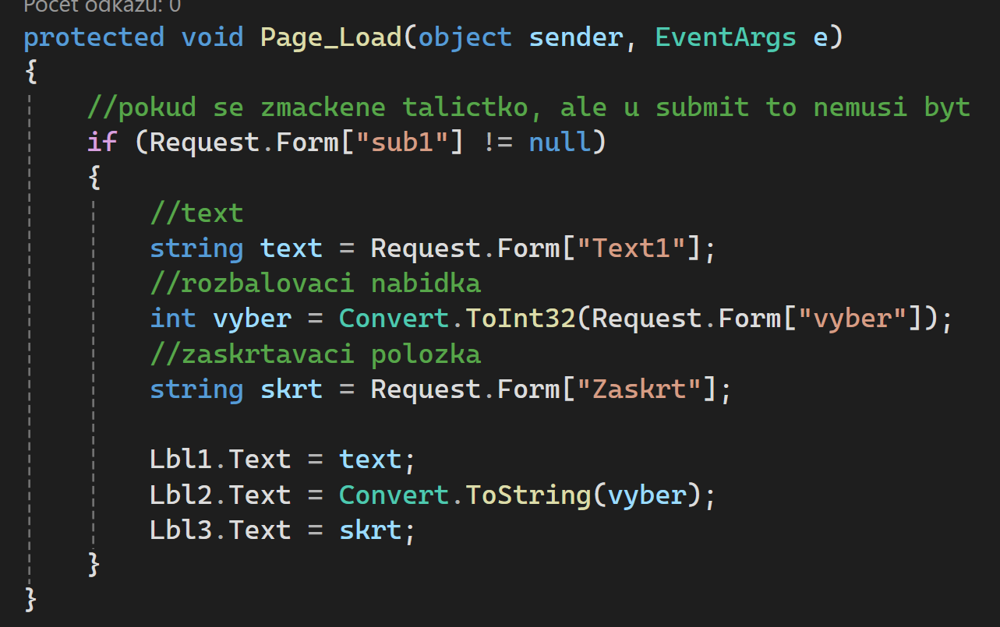 Počet odkazů: 0
protected void Page_Load(object sender, EventArgs e)
{
//pokud se zmackene talictko, ale u submit to nemusi byt
if (Request.Form["sub1"] != null)
{
//text
string text = Request.Form["Text1"];
//rozbalovaci nabidka
int vyber = Convert.ToInt32(Request.Form["vyber"]);
//zaskrtavaci polozka
string skrt = Request.Form["Zaskrt"];
Lbl1.Text = text;
Lbl2.Text = Convert.ToString(vyber);
Lbl3.Text = skrt;
}
}